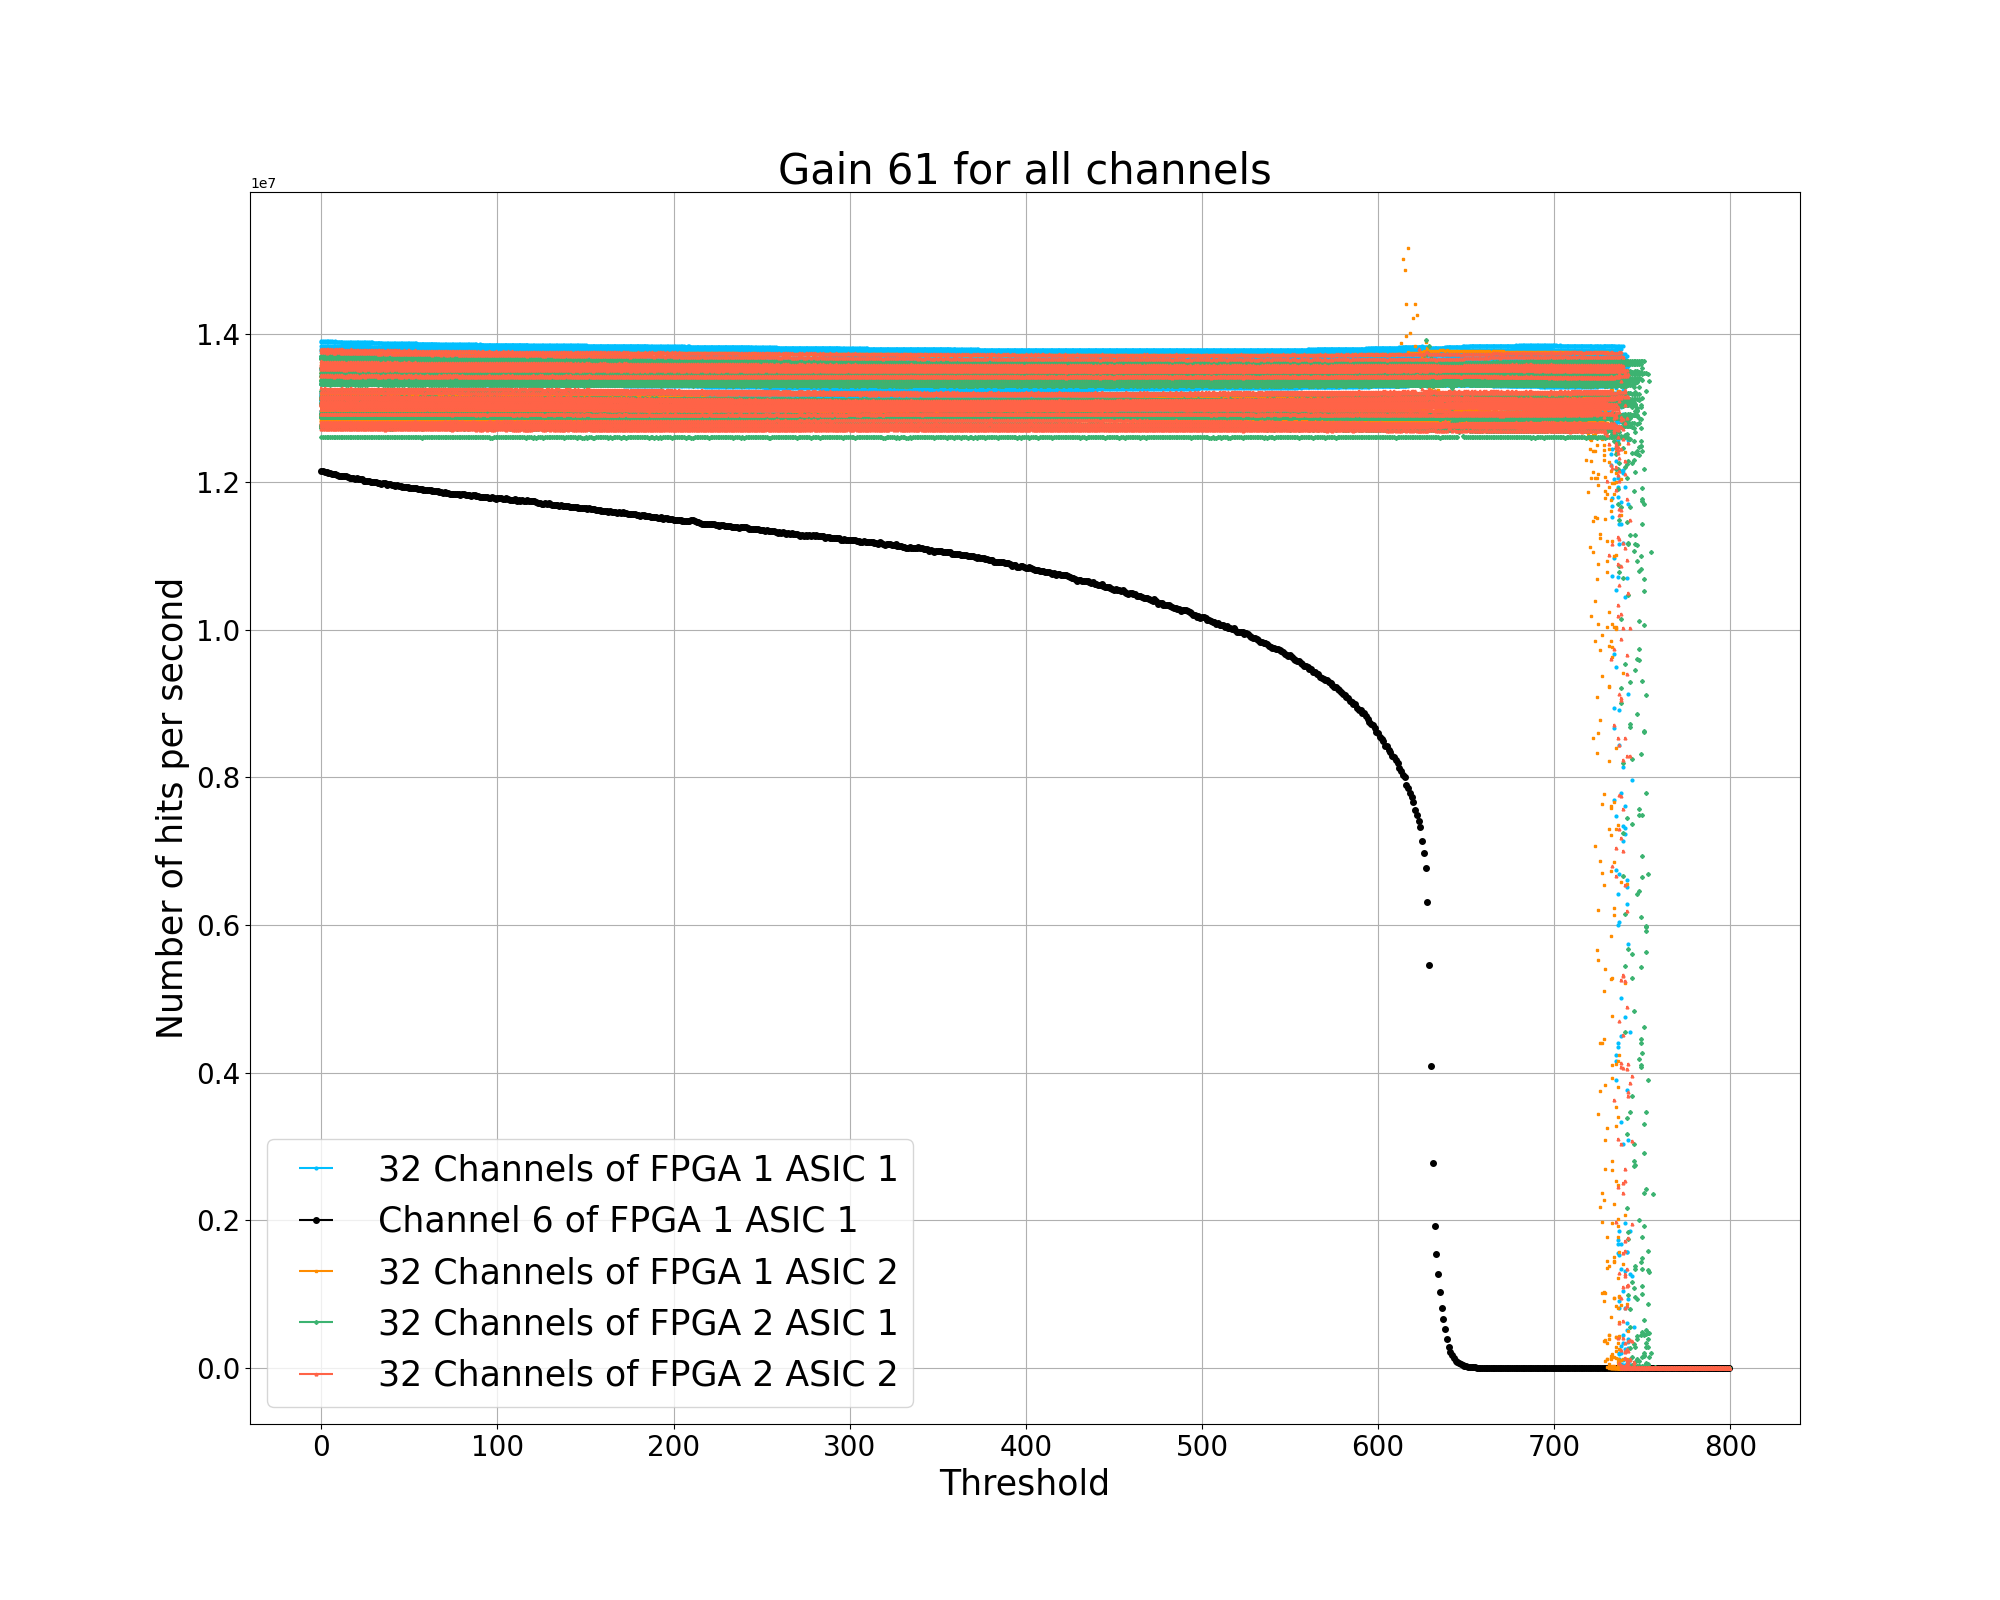 Gain 61 for all channels
1e7
1.4
1.2
1.0
0.8
0.6
0.4
0.2
0.0
Number of hits per second
32 Channels of FPGA 1 ASIC 1
Channel 6 of FPGA 1 ASIC 1
32 Channels of FPGA 1 ASIC 2
32 Channels of FPGA 2 ASIC 1
32 Channels of FPGA 2 ASIC 2
0 100 200 300 400 500 600 700 800
Threshold